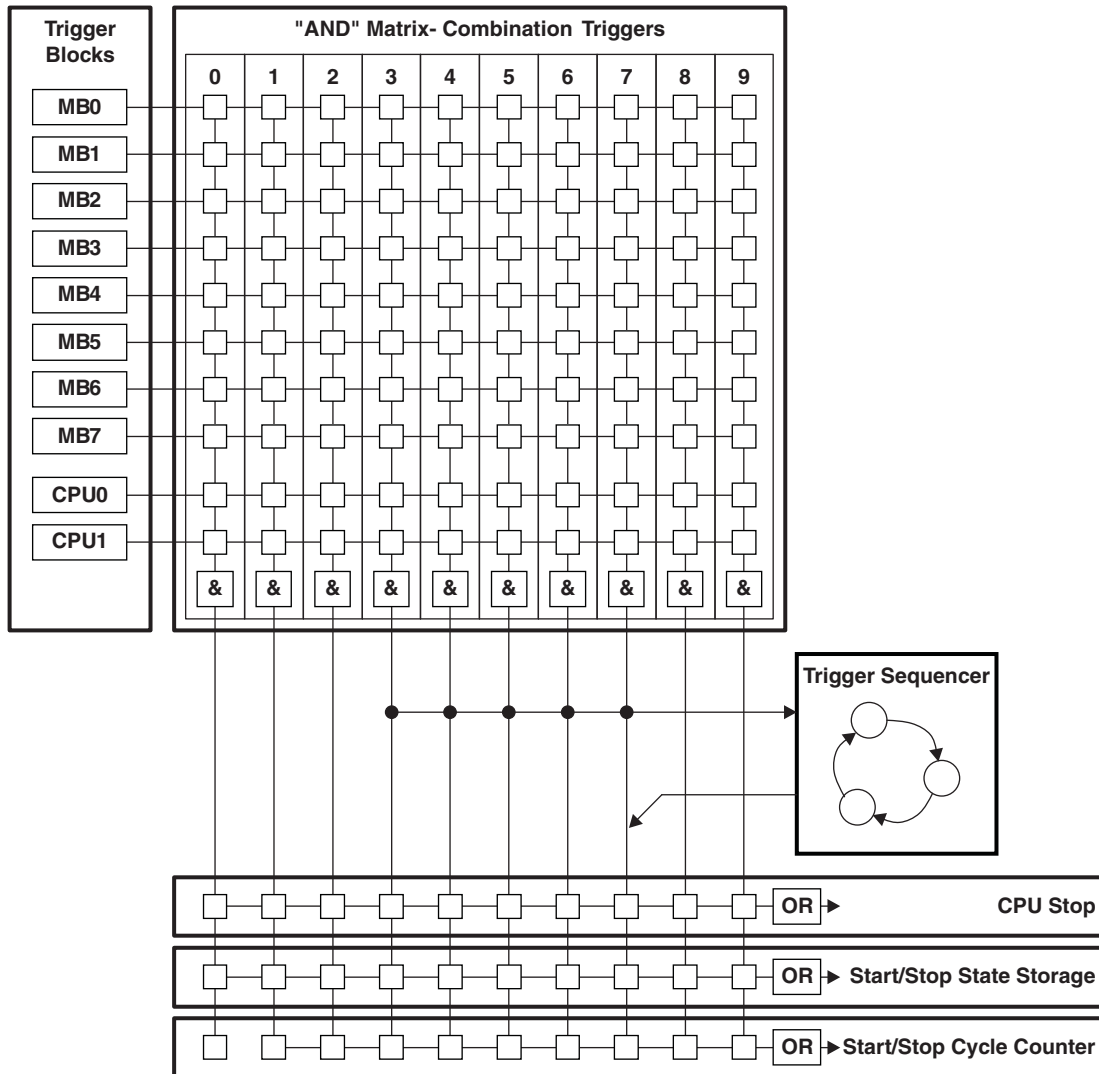 Trigger
Blocks
"AND" Matrix- Combination Triggers
0 1 2 3 4 5 6 7 8 9
MB0
MB1
MB2
MB3
MB4
MB5
MB6
MB7
CPU0
CPU1
& & & & & & & & & &
Trigger Sequencer
OR CPU Stop
OR Start/Stop State Storage
OR Start/Stop Cycle Counter